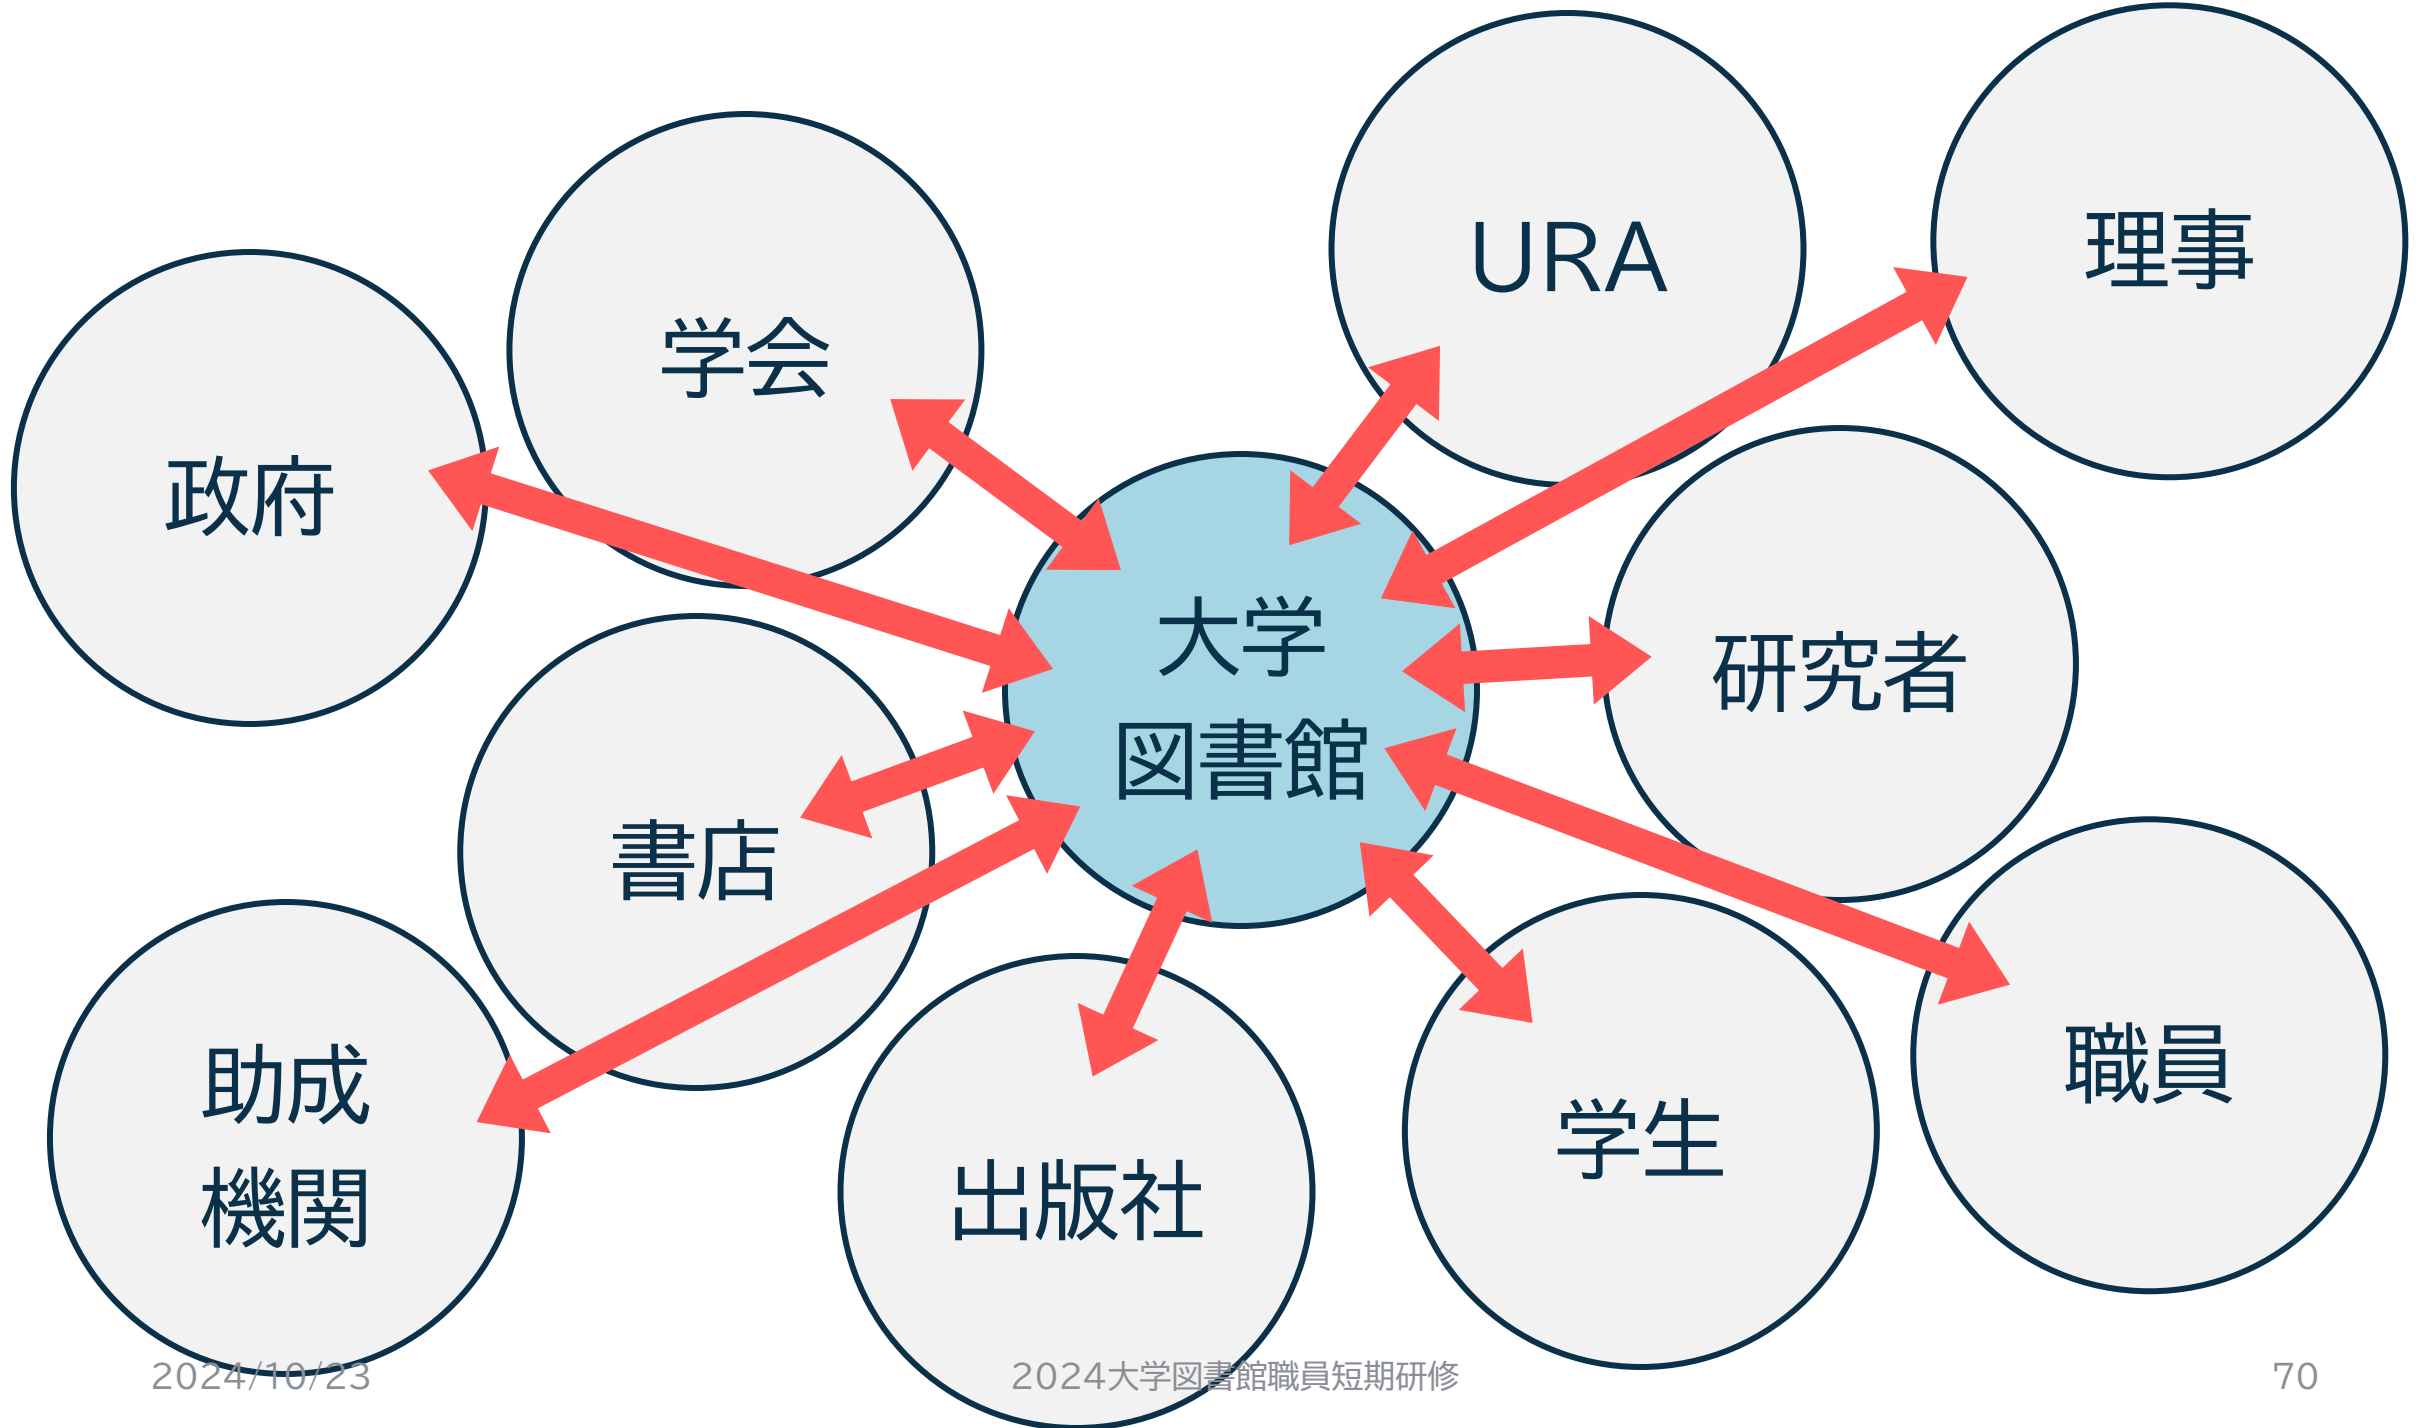 URA
理事
学会
政府
大学
図書館
研究者
書店
職員
助成
機関
学生
出版社
2024/10/23
2024大学図書館職員短期研修
70